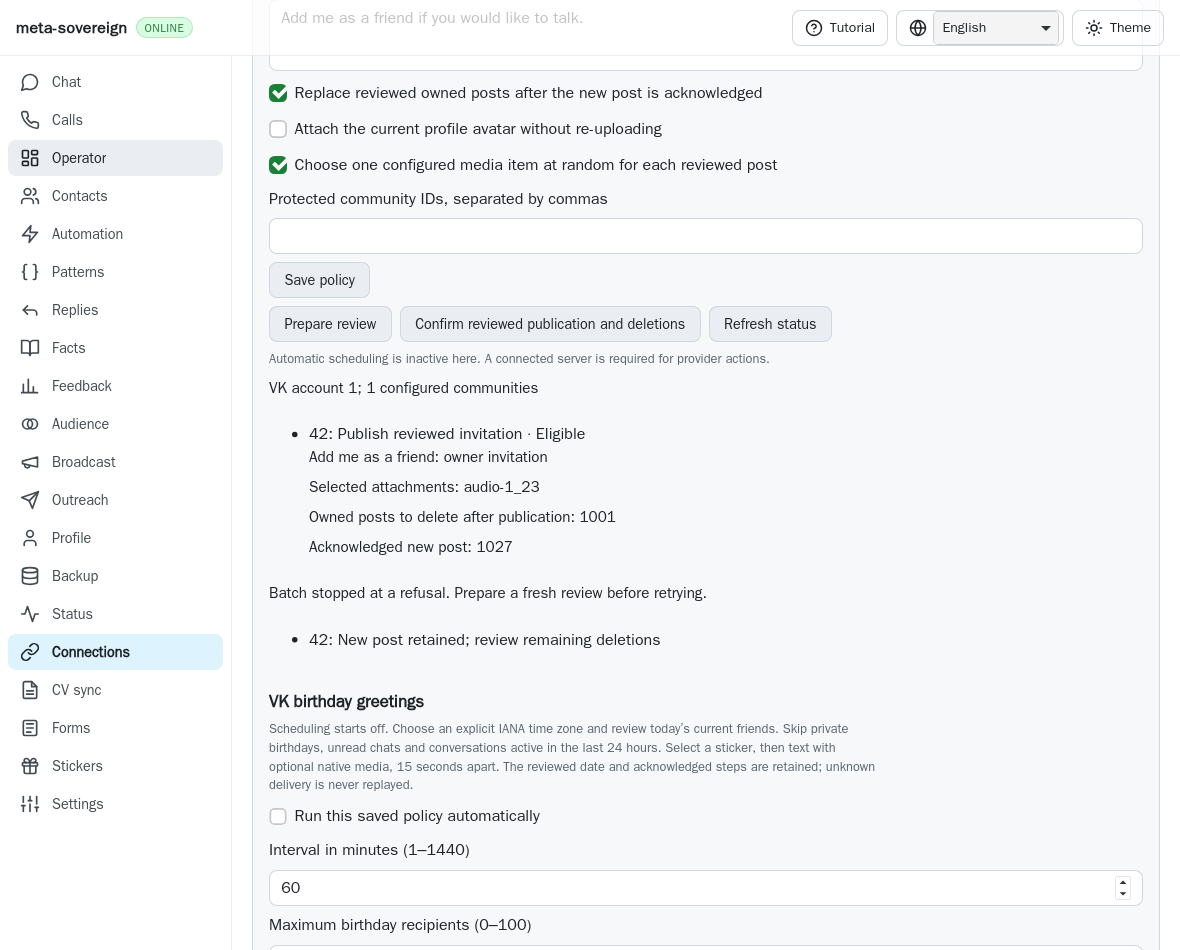 meta-sovereign ONLINE
Add me as a friend if you would like to talk.
Tutorial
English
Theme
Chat
Calls
Operator
Contacts
Automation
Patterns
Replies
Facts
Feedback
Audience
Broadcast
Outreach
Profile
Backup
Status
Connections
CV sync
Forms
Stickers
Settings
Replace reviewed owned posts after the new post is acknowledged
Attach the current profile avatar without re-uploading
Choose one configured media item at random for each reviewed post
Protected community IDs, separated by commas
Save policy
Prepare review
Confirm reviewed publication and deletions
Refresh status
Automatic scheduling is inactive here. A connected server is required for provider actions.
VK account 1; 1 configured communities
42: Publish reviewed invitation · Eligible
Add me as a friend: owner invitation
Selected attachments: audio-1_23
Owned posts to delete after publication: 1001
Acknowledged new post: 1027
Batch stopped at a refusal. Prepare a fresh review before retrying.
42: New post retained; review remaining deletions
VK birthday greetings
Scheduling starts off. Choose an explicit IANA time zone and review today's current friends. Skip private
birthdays, unread chats and conversations active in the last 24 hours. Select a sticker, then text with
optional native media, 15 seconds apart. The reviewed date and acknowledged steps are retained; unknown
delivery is never replayed.
Run this saved policy automatically
Interval in minutes (1–1440)
60
Maximum birthday recipients (0–100)